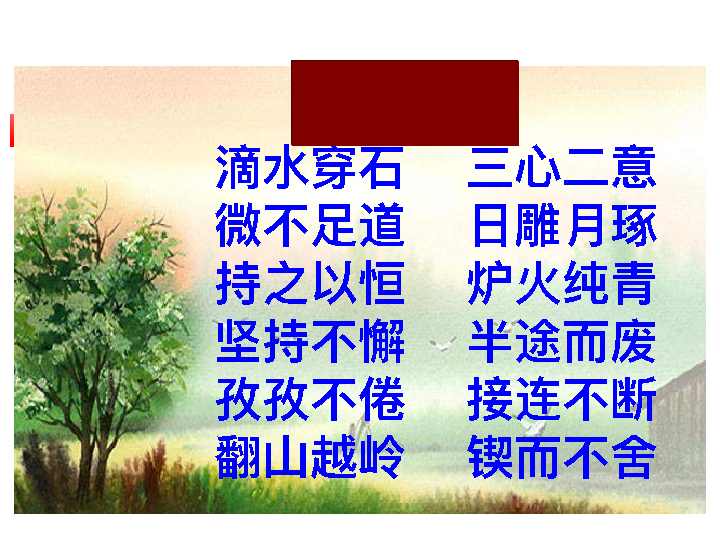 滴水穿石 三心二意
微不足道 日雕月琢
持之以恒 炉火纯青
坚持不懈 半途而废
孜孜不倦 接连不断
翻山越岭 锲而不舍